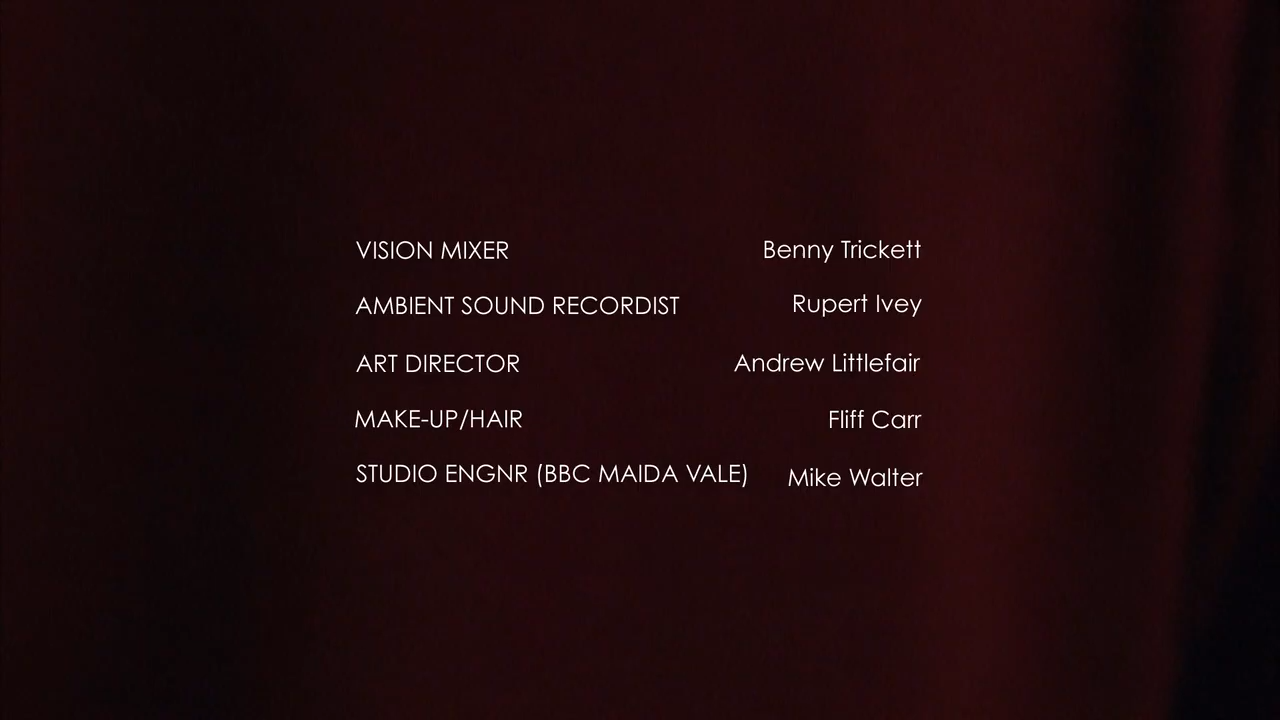 VISION MIXER Benny Trickett
AMBIENT SOUND RECORDIST Rupert Ivey
ART DIRECTOR Andrew Littlefair
MAKE-UP/HAIR Fliff Carr
STUDIO ENGNR (BBC MAIDA VALE) Mike Walter